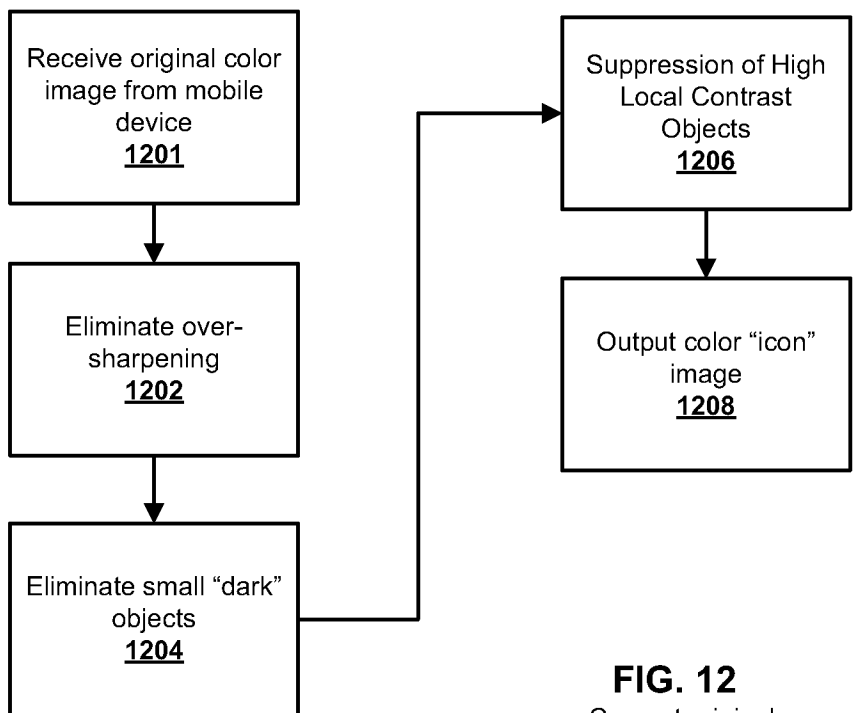 Receive original color
image from mobile
device
1201
Eliminate over-
sharpening
1202
Eliminate small “dark”
objects
1204
Suppression of High
Local Contrast
Objects
1206
Output color “icon”
image
1208
FIG. 12